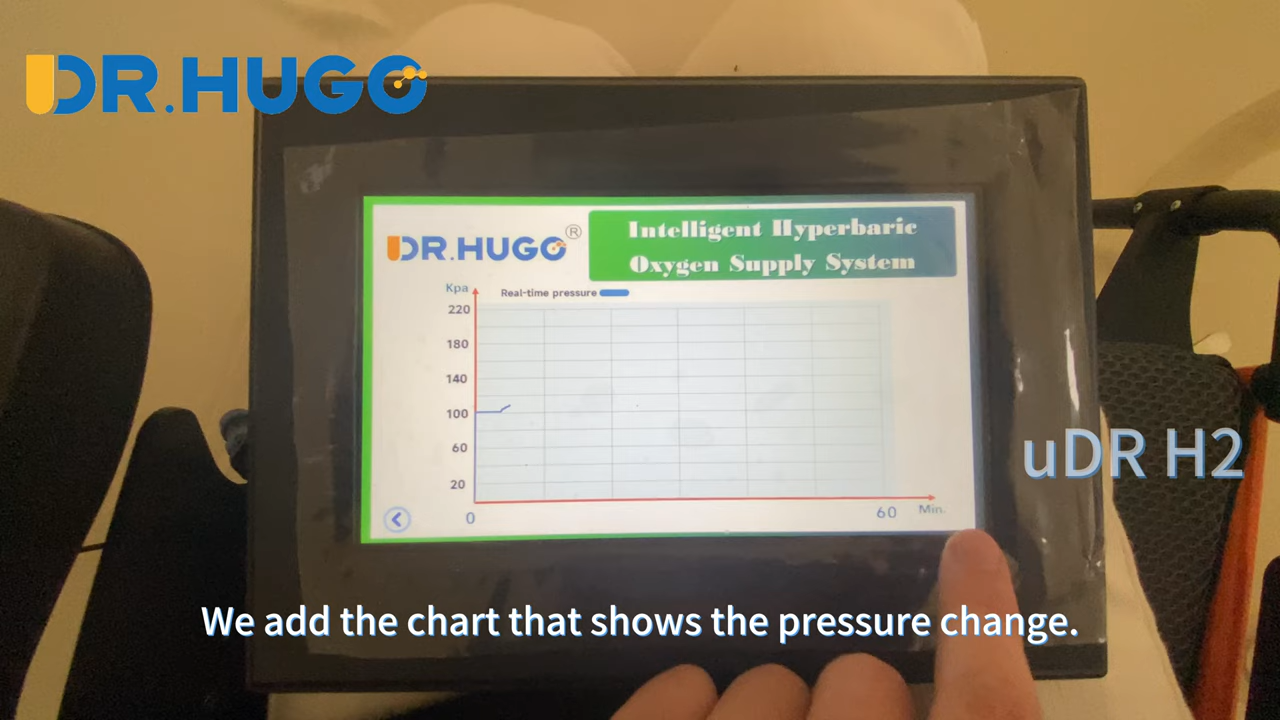 DR.HUGO
DR.HUGO®
Intelligent Hyperbaric
Oxygen Supply System
Kpa
Real-time pressure
220
180
140
100
60
20
0
60
Min.
uDR H2
We add the chart that shows the pressure change.